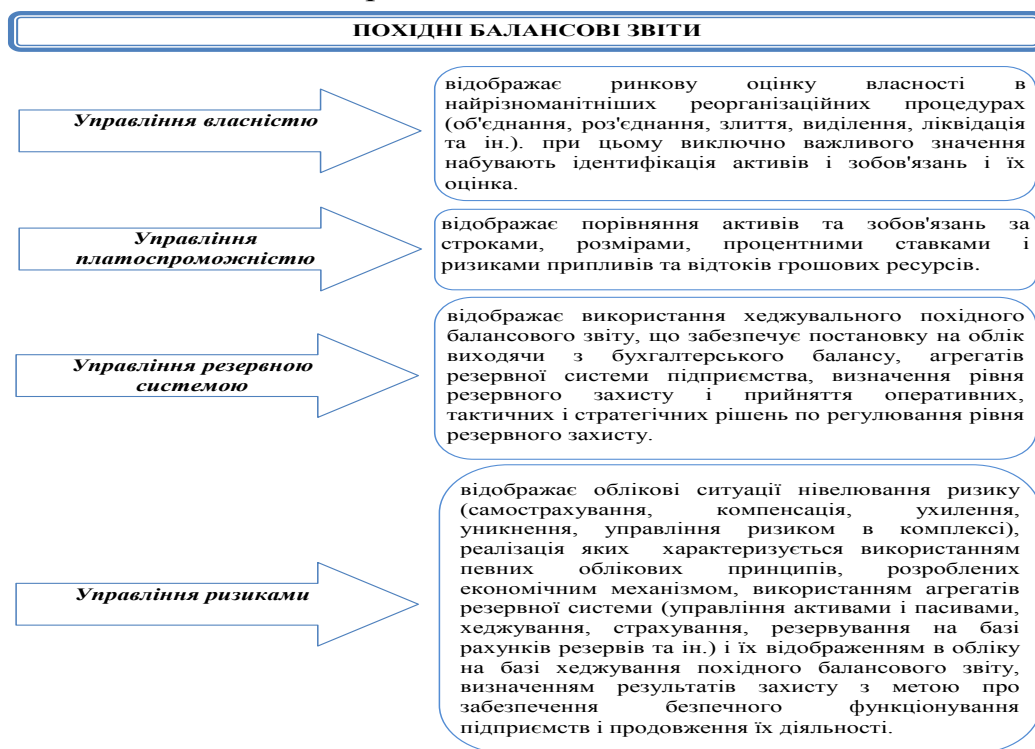 ПОХІДНІ БАЛАНСОВІ ЗВІТИ
Управління власністю
відображає ринкову оцінку власності в
найрізноманітніших реорганізаційних процедурах
(об'єднання, роз'єднання, злиття, виділення, ліквідація
та ін.). при цьому виключно важливого значення
набувають ідентифікація активів і зобов'язань і їх
оцінка.
Управління
платоспроможністю
відображає порівняння активів та зобов'язань за
строками, розмірами, процентними ставками і
ризиками припливів та відтоків грошових ресурсів.
Управління резервною
системою
відображає використання хеджувального похідного
балансового звіту, що забезпечує постановку на облік
виходячи з бухгалтерського балансу, агрегатів
резервної системи підприємства, визначення рівня
резервного захисту і прийняття оперативних,
тактичних і стратегічних рішень по регулювання рівня
резервного захисту.
Управління ризиками
відображає облікові ситуації нівелювання ризику
(самострахування, компенсація, ухилення,
уникнення, управління ризиком в комплексі),
реалізація яких характеризується використанням
певних облікових принципів, розроблених
економічним механізмом, використанням агрегатів
резервної системи (управління активами і пасивами,
хеджування, страхування, резервування на базі
рахунків резервів та ін.) і їх відображенням в обліку
на базі хеджування похідного балансового звіту,
визначенням результатів захисту з метою про
забезпечення безпечного функціонування
підприємств і продовження їх діяльності.